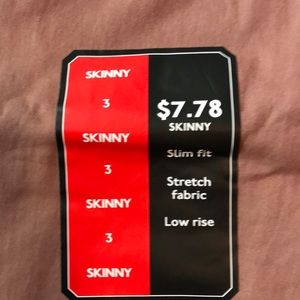 SKINNY
3
SKINNY
3
SKINNY
3
SKINNY
$7.78
SKINNY
Slim fit
Stretch
fabric
Low rise